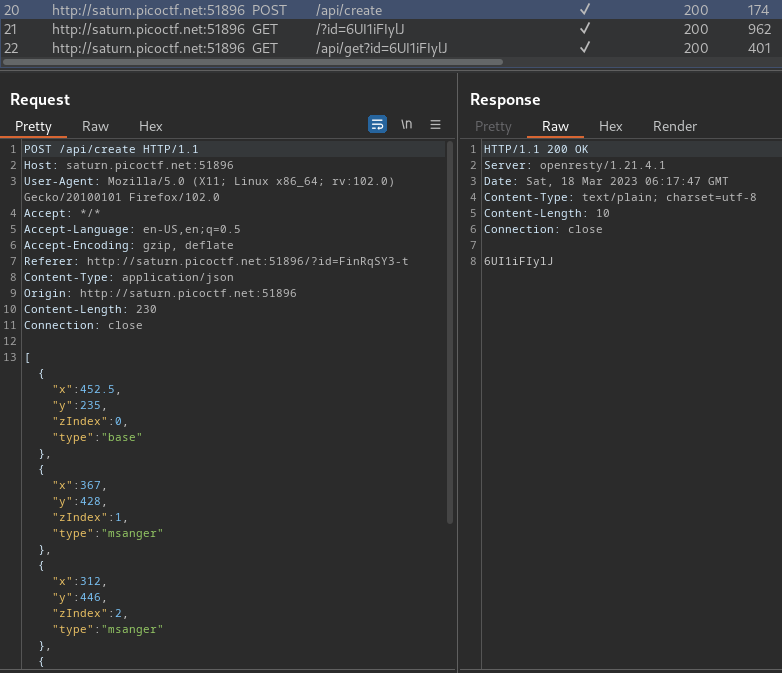 20 http://saturn.picoctf.net:51896 POST /api/create ✓ 200 174
21 http://saturn.picoctf.net:51896 GET /?id=6UI1iFIylJ ✓ 200 962
22 http://saturn.picoctf.net:51896 GET /api/get?id=6UI1iFIylJ ✓ 200 401
Request
Pretty Raw Hex \n
1 POST /api/create HTTP/1.1
2 Host: saturn.picoctf.net:51896
3 User-Agent: Mozilla/5.0 (X11; Linux x86_64; rv:102.0)
Gecko/20100101 Firefox/102.0
4 Accept: */*
5 Accept-Language: en-US,en;q=0.5
6 Accept-Encoding: gzip, deflate
7 Referer: http://saturn.picoctf.net:51896/?id=FinRqSY3-t
8 Content-Type: application/json
9 Origin: http://saturn.picoctf.net:51896
10 Content-Length: 230
11 Connection: close
12
13 [
{
"x":452.5,
"y":235,
"zIndex":0,
"type":"base"
},
{
"x":367,
"y":428,
"zIndex":1,
"type":"msanger"
},
{
"x":312,
"y":446,
"zIndex":2,
"type":"msanger"
},
{
Response
Pretty Raw Hex Render
1 HTTP/1.1 200 OK
2 Server: openresty/1.21.4.1
3 Date: Sat, 18 Mar 2023 06:17:47 GMT
4 Content-Type: text/plain; charset=utf-8
5 Content-Length: 10
6 Connection: close
7
8 6UI1iFIylJ